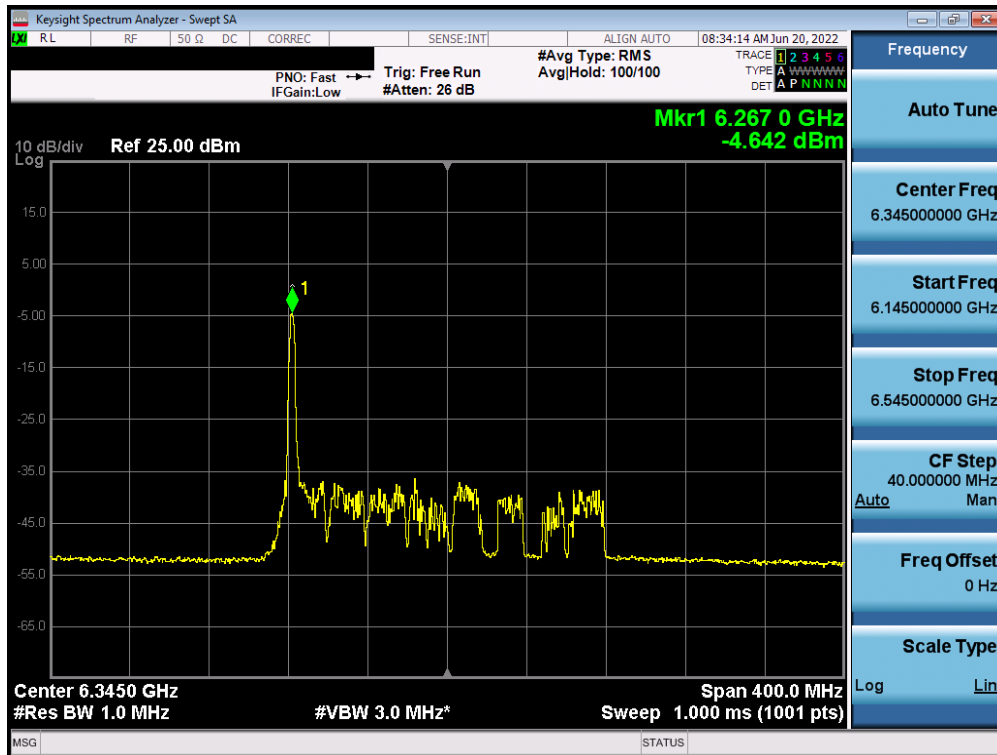 Keysight Spectrum Analyzer - Swept SA
LXI RL RF 50 Ω DC CORREC SENSE:INT ALIGN AUTO 08:34:14 AM Jun 20, 2022
PNO: Fast Trig: Free Run #Avg Type: RMS TRACE 1 2 3 4 5 6
IFGain:Low #Atten: 26 dB Avg|Hold: 100/100 TYPE A WWWWW
DET A P N N N N
Mkr1 6.267 0 GHz
-4.642 dBm
10 dB/div Ref 25.00 dBm
Log
15.0
5.00
1
-5.00
-15.0
-25.0
-35.0
-45.0
-55.0
-65.0
Center 6.3450 GHz Span 400.0 MHz
#Res BW 1.0 MHz #VBW 3.0 MHz* Sweep 1.000 ms (1001 pts)
MSG STATUS
Frequency
Auto Tune
Center Freq
6.345000000 GHz
Start Freq
6.145000000 GHz
Stop Freq
6.545000000 GHz
CF Step
40.000000 MHz
Auto Man
Freq Offset
0 Hz
Scale Type
Log Lin